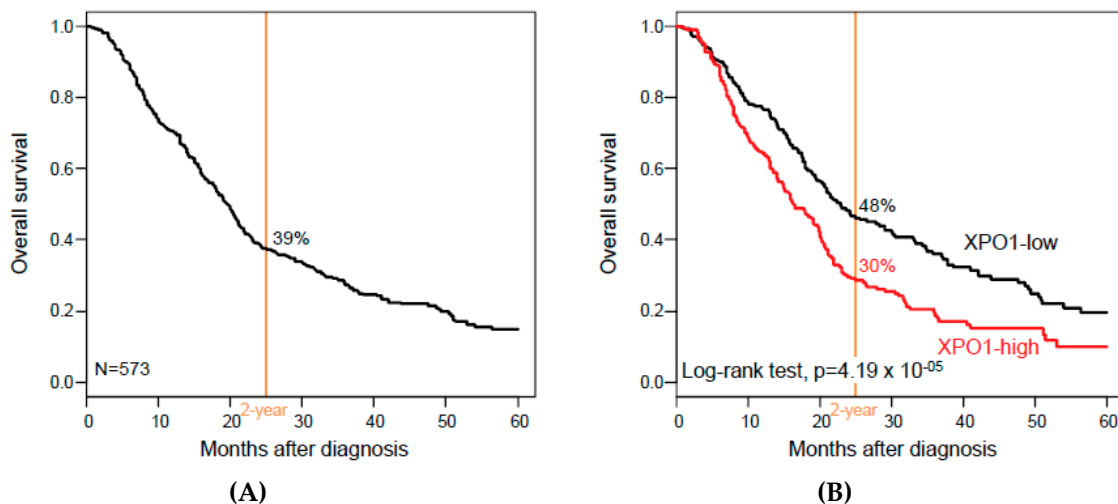 1.0
0.8
0.6
0.4
0.2
0.0
Overall survival
39%
N=573
2-year
0 10 20 30 40 50 60
Months after diagnosis
(A)
1.0
0.8
0.6
0.4
0.2
0.0
Overall survival
48%
XPO1-low
30%
XPO1-high
Log-rank test, p=4.19 x 10-05
2-year
0 10 20 30 40 50 60
Months after diagnosis
(B)